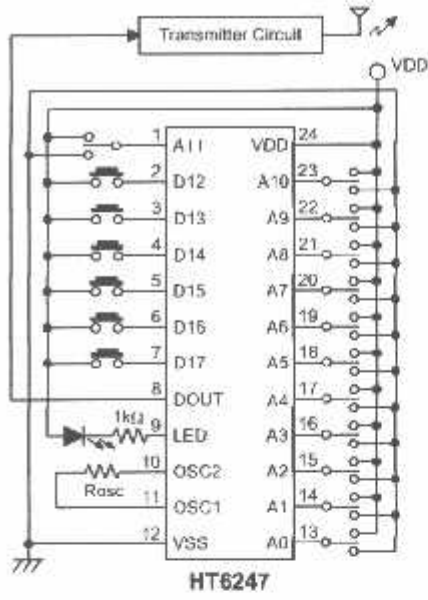 Transmitter Circuit
VDD
1 A11 VDD 24
2 D12 A10 23
3 D13 A9 22
4 D14 A8 21
5 D15 A7 20
6 D16 A6 19
7 D17 A5 18
8 DOUT A4 17
1kΩ 9 LED A3 16
10 OSC2 A2 15
Rosc
11 OSC1 A1 14
12 VSS A0 13
HT6247